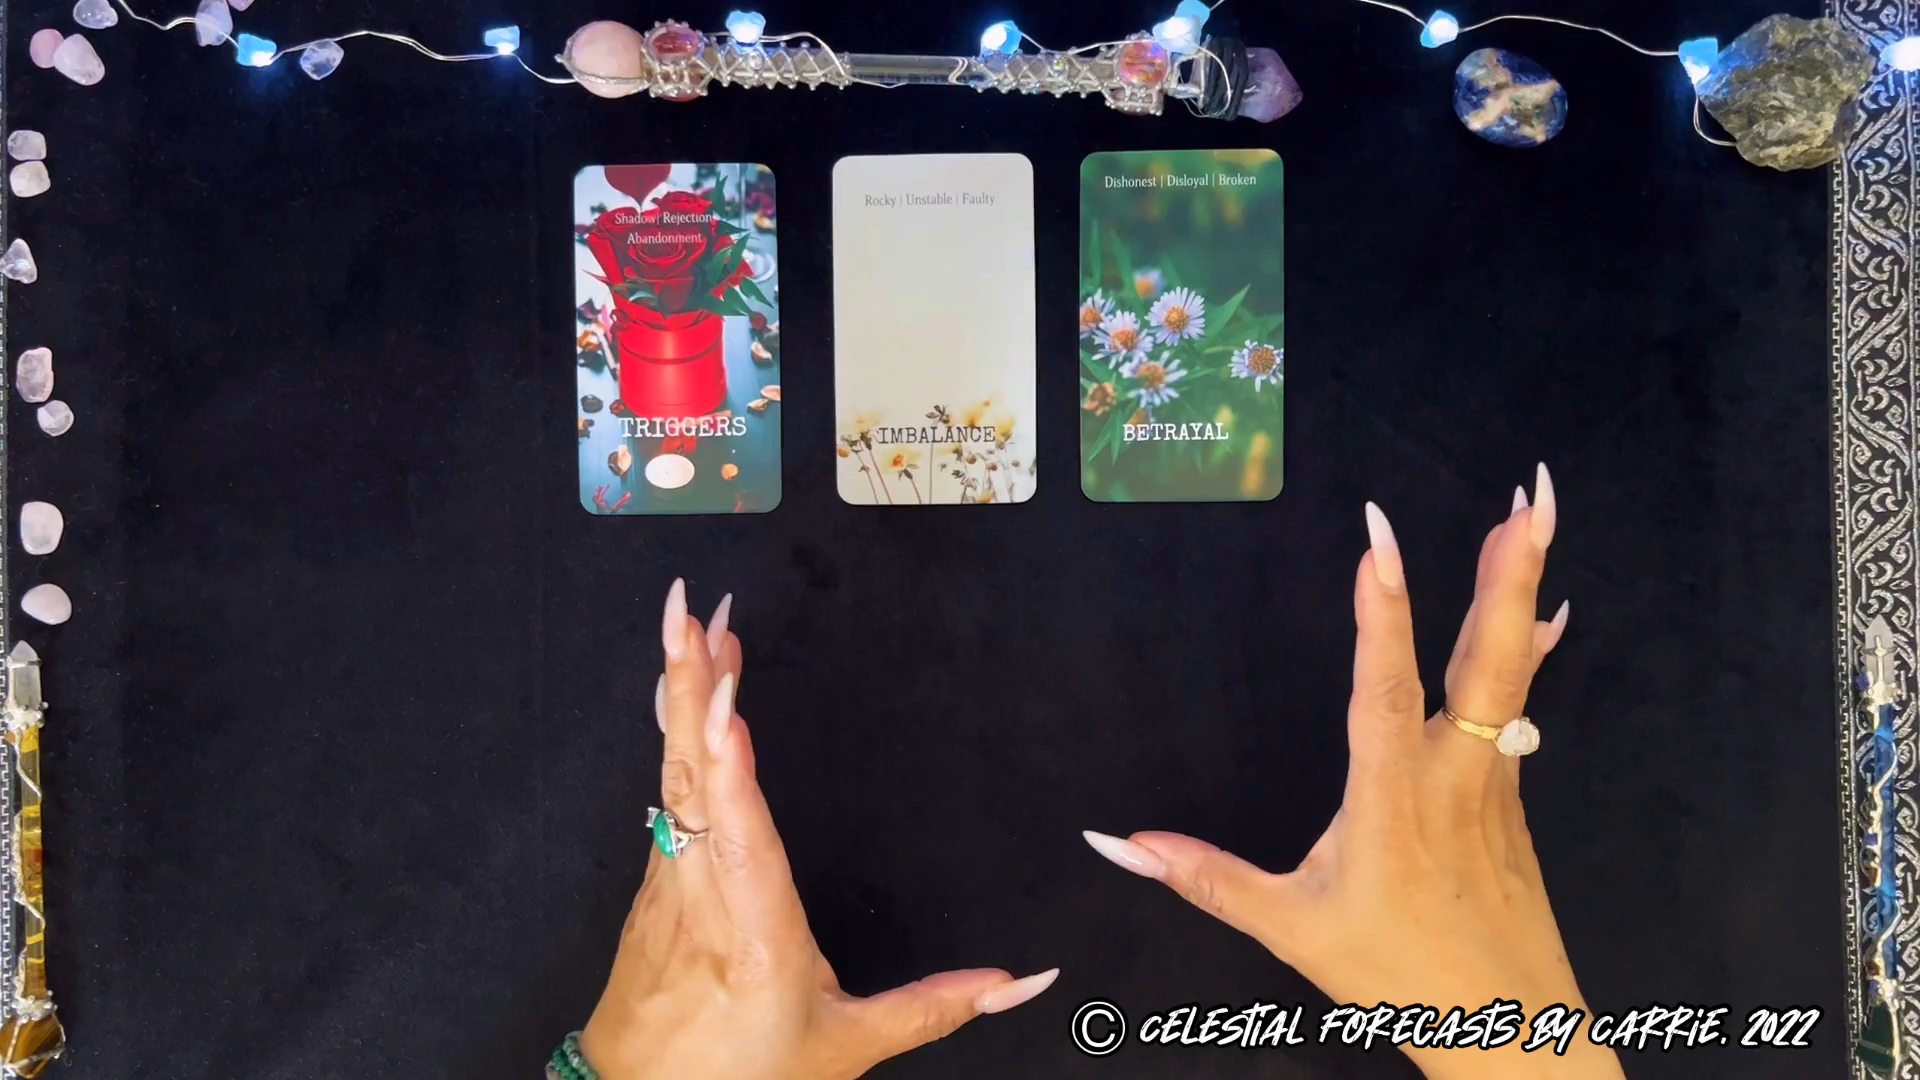 Shadow | Rejection
Abandonment
TRIGGERS
Rocky | Unstable | Faulty
IMBALANCE
Dishonest | Disloyal | Broken
BETRAYAL
© CELESTIAL FORECASTS BY CARRIE. 2022